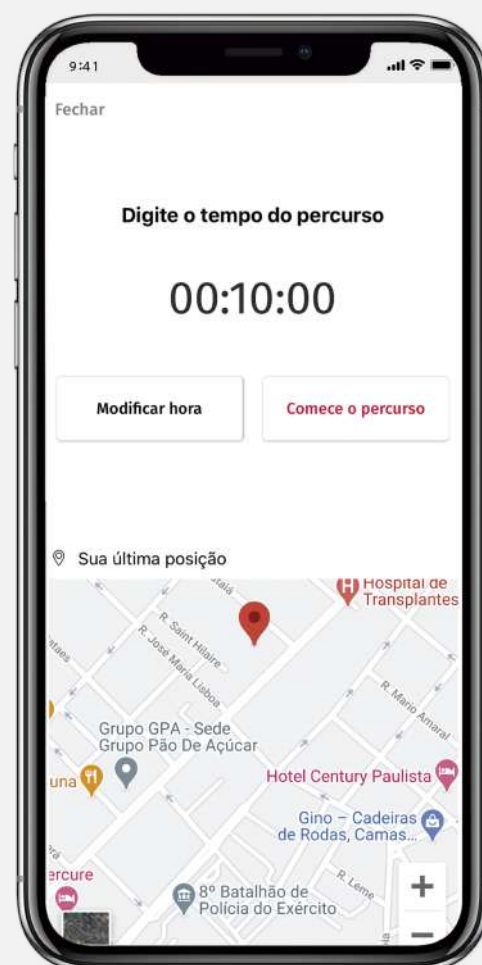 9:41
Fechar
Digite o tempo do percurso
00:10:00
Modificar hora
Comece o percurso
Sua última posição
Hospital de
Transplantes
R. Saint Hilaire
R. José Maria Lisboa
R. Mario Amaral
Grupo GPA - Sede
Grupo Pão De Açúcar
una
Hotel Century Paulista
Gino – Cadeiras
de Rodas, Camas...
ercure
8º Batalhão de
Polícia do Exército
R. Leme
+
−